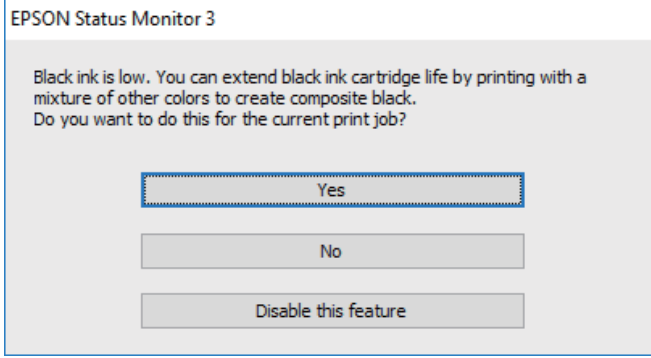 EPSON Status Monitor 3
Black ink is low. You can extend black ink cartridge life by printing with a
mixture of other colors to create composite black.
Do you want to do this for the current print job?
Yes
No
Disable this feature